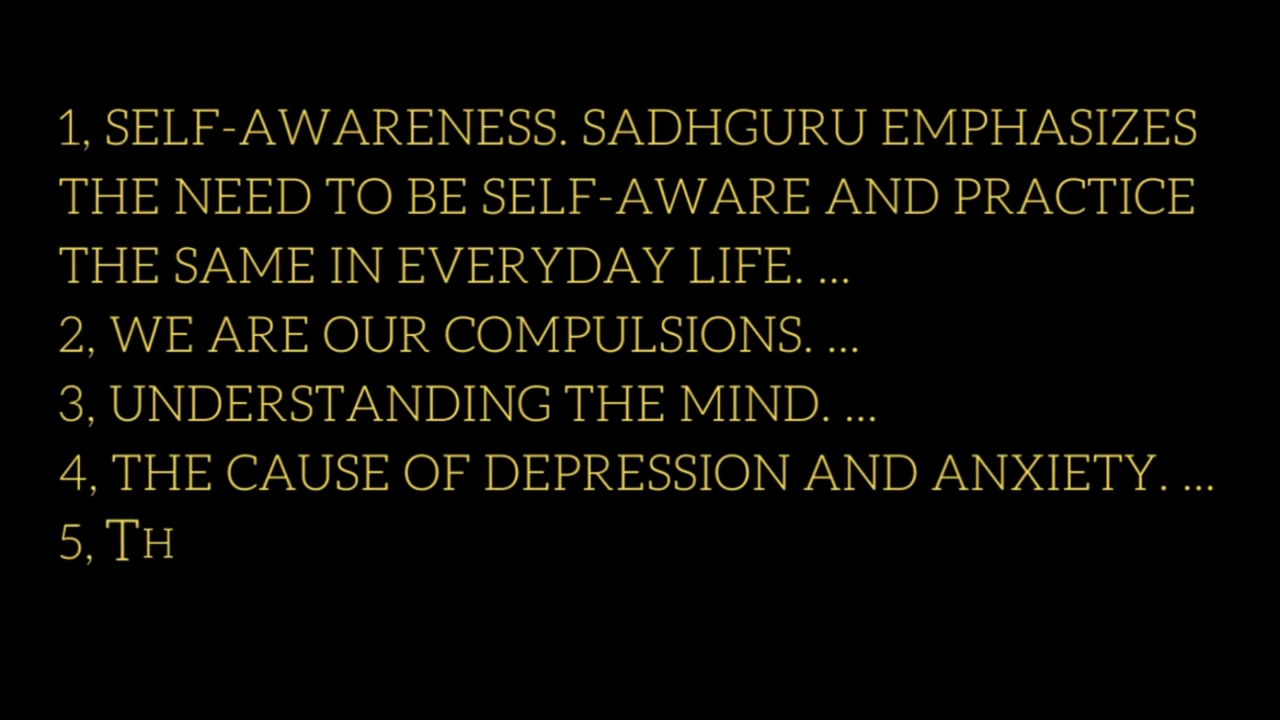 1, SELF-AWARENESS. SADHGURU EMPHASIZES
THE NEED TO BE SELF-AWARE AND PRACTICE
THE SAME IN EVERYDAY LIFE. ...
2, WE ARE OUR COMPULSIONS. ...
3, UNDERSTANDING THE MIND. ...
4, THE CAUSE OF DEPRESSION AND ANXIETY. ...
5, TH